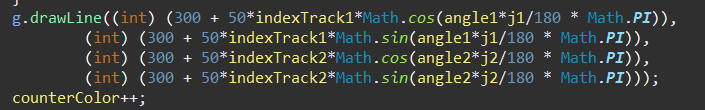 g.drawLine((int) (300 + 50*indexTrack1*Math.cos(angle1*j1/180 * Math.PI)),
(int) (300 + 50*indexTrack1*Math.sin(angle1*j1/180 * Math.PI)),
(int) (300 + 50*indexTrack2*Math.cos(angle2*j2/180 * Math.PI)),
(int) (300 + 50*indexTrack2*Math.sin(angle2*j2/180 * Math.PI)));
counterColor++;